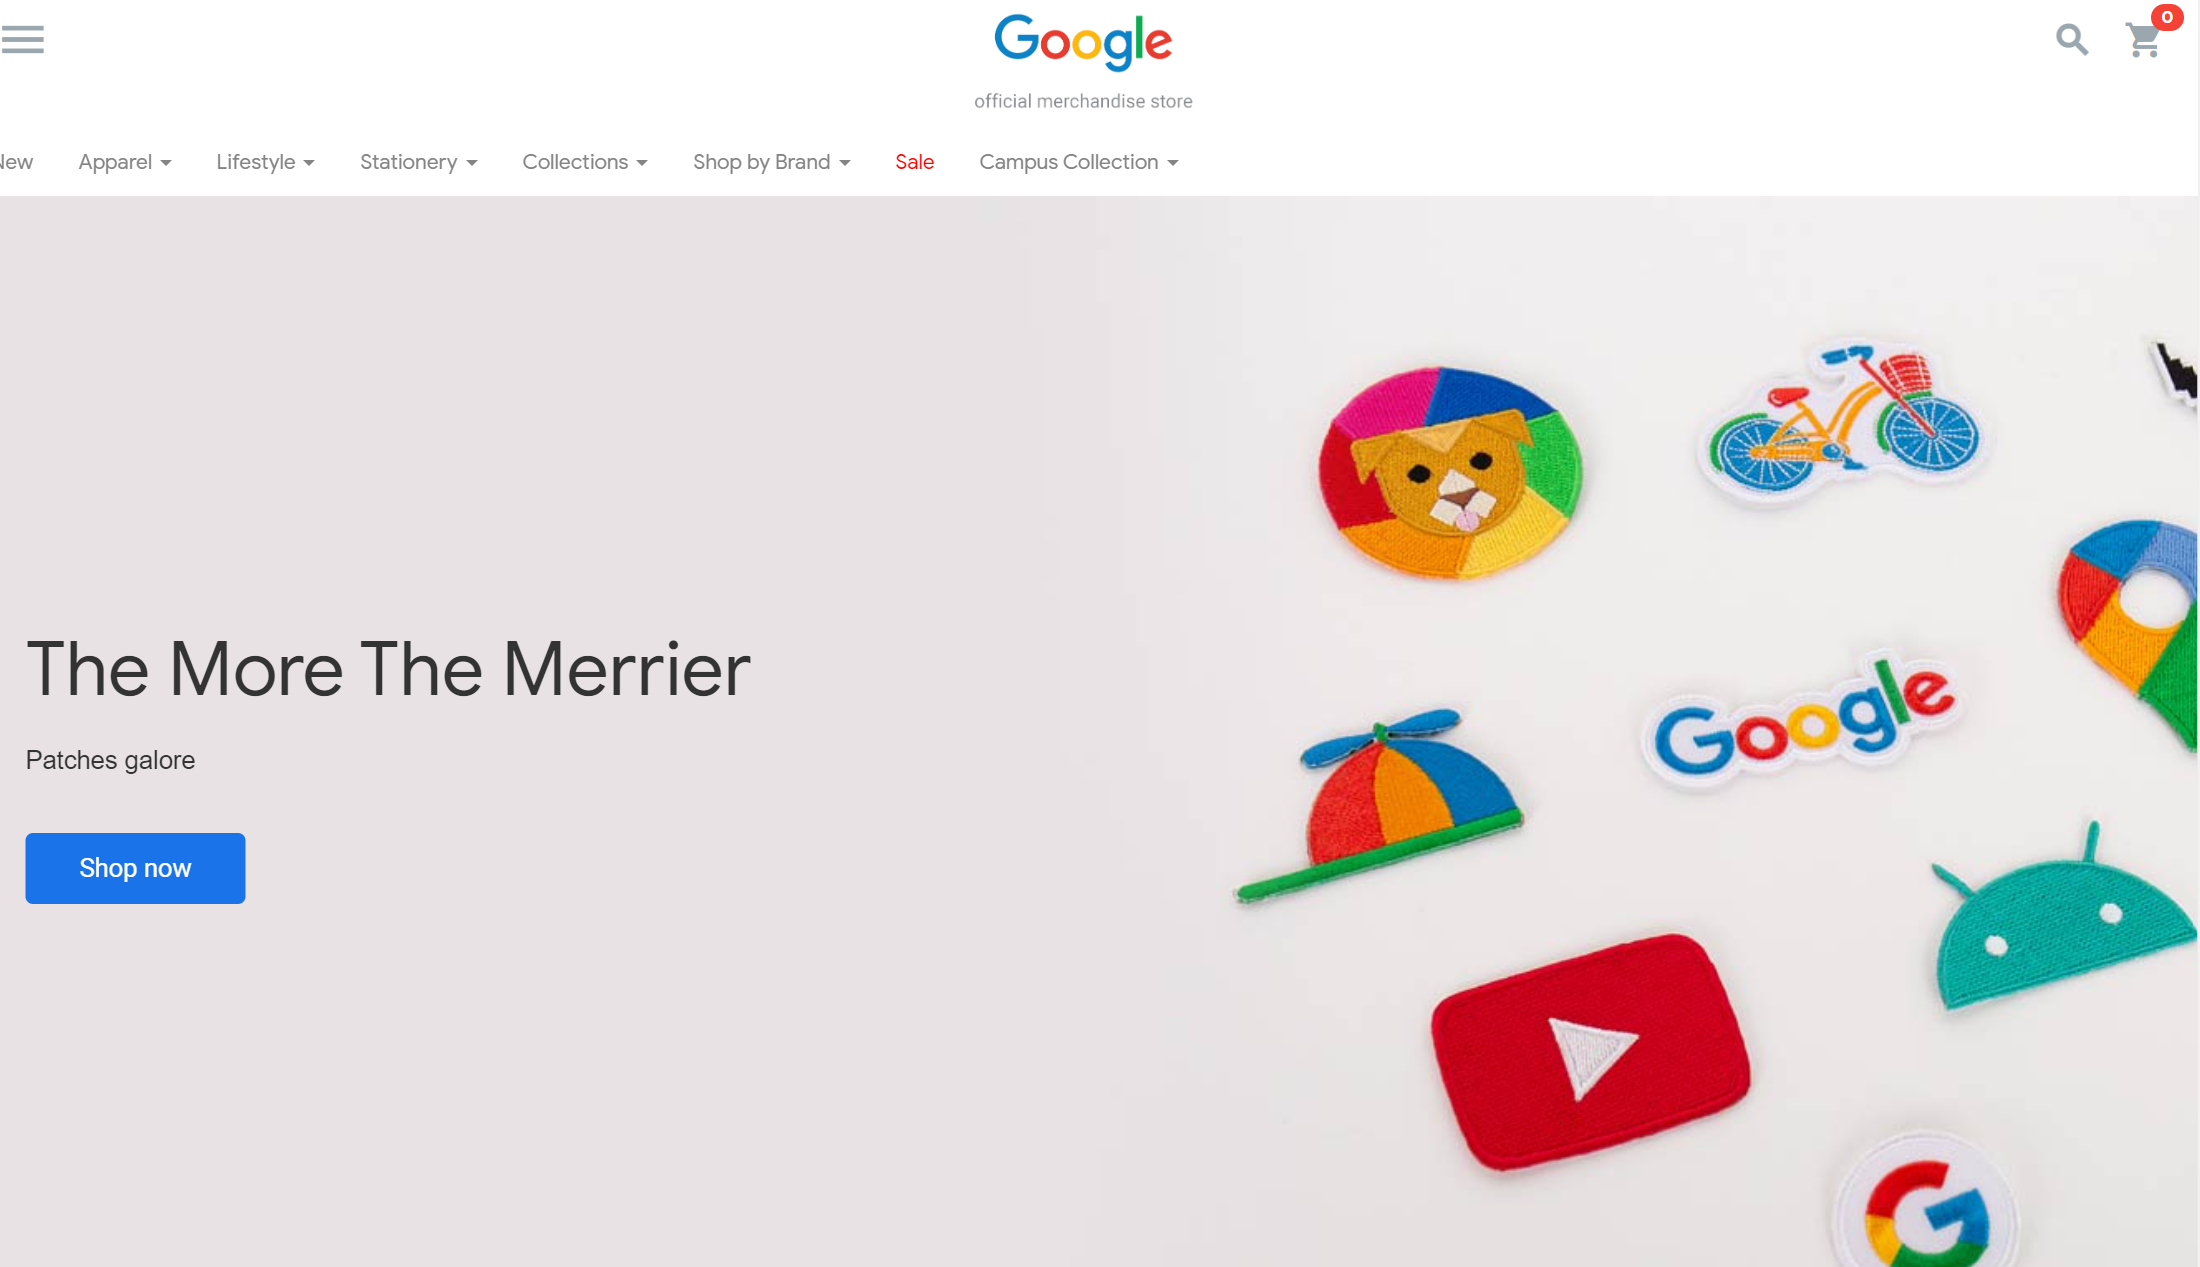 Google
0
official merchandise store
New Apparel Lifestyle Stationery Collections Shop by Brand Sale Campus Collection
The More The Merrier
Patches galore
Shop now
Google
G